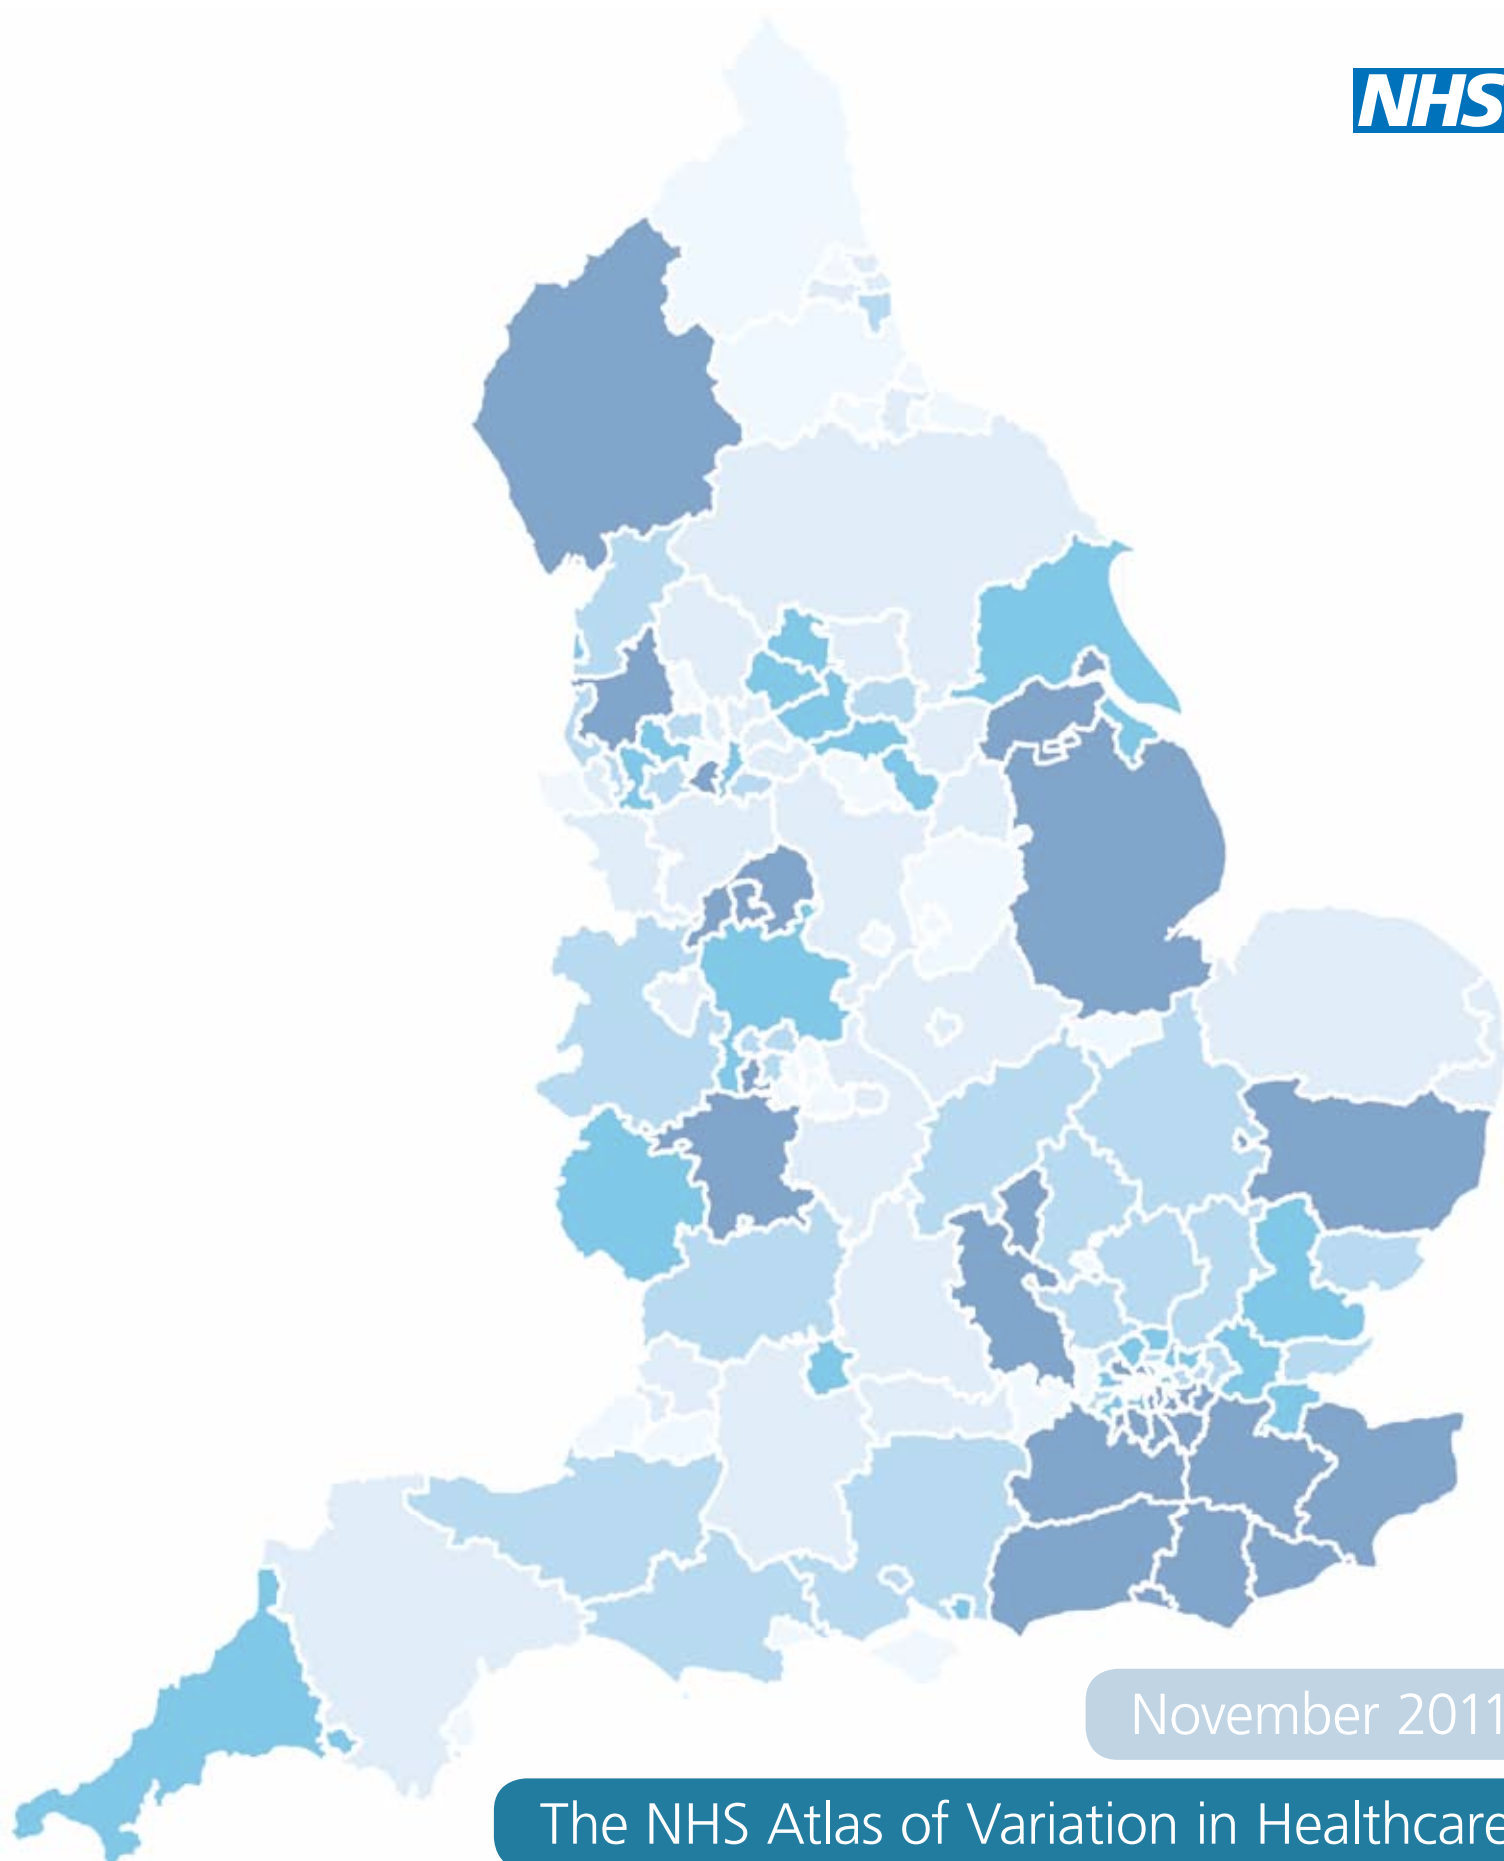 NHS
November 2011
The NHS Atlas of Variation in Healthcare